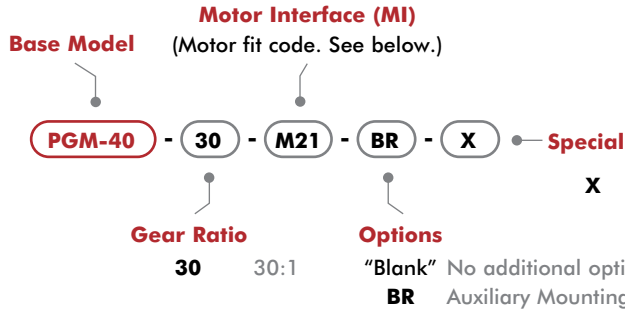 Motor Interface (MI)
Base Model
(Motor fit code. See below.)
PGM-40 - 30 - M21 - BR - X
Special
X
Gear Ratio
30 30:1
Options
"Blank" No additional opti
BR Auxiliary Mounting